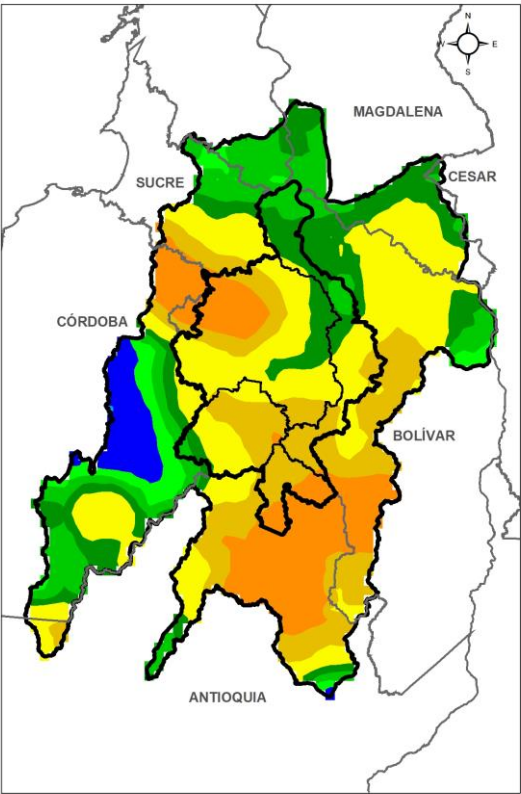 N
W E
S
MAGDALENA
SUCRE
CESAR
CÓRDOBA
BOLÍVAR
ANTIOQUIA